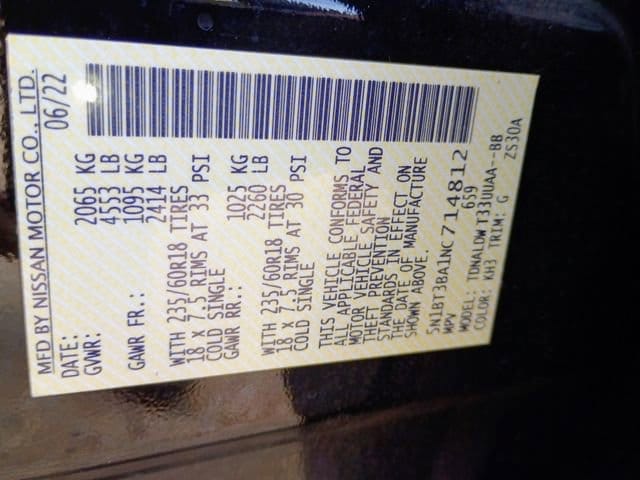 MFD BY NISSAN MOTOR CO., LTD.
DATE: 06/22
GVWR: 2065 KG
4553 LB
GAWR FR.: 1095 KG
2414 LB
WITH 235/60R18 TIRES
18 x 7.5 RIMS AT 33 PSI
COLD SINGLE
GAWR RR.: 1025 KG
2260 LB
WITH 235/60R18 TIRES
18 x 7.5 RIMS AT 30 PSI
COLD SINGLE
THIS VEHICLE CONFORMS TO
ALL APPLICABLE FEDERAL
MOTOR VEHICLE SAFETY AND
THEFT PREVENTION
STANDARDS IN EFFECT ON
THE DATE OF MANUFACTURE
SHOWN ABOVE.
5N1BT3BA1NC714812
MPV 659
MODEL: TDNALDWT33UUAA--BB
COLOR: KH3 TRIM: G ZS30A